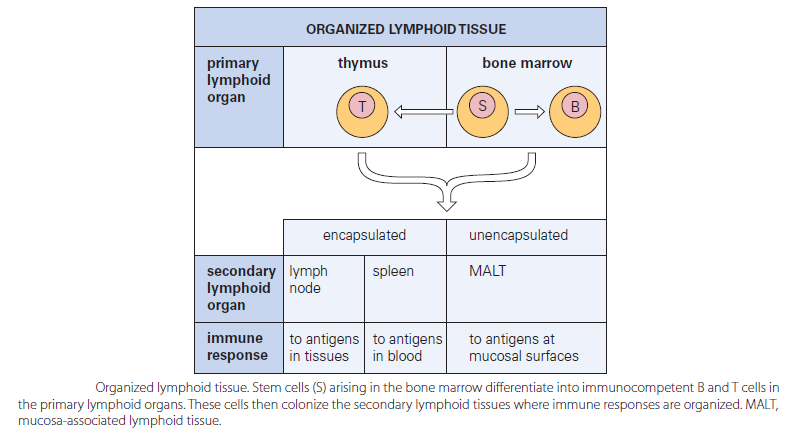 ORGANIZED LYMPHOID TISSUE
primary
lymphoid
organ
thymus
bone marrow
T
S
B
encapsulated
unencapsulated
secondary
lymphoid
organ
lymph
node
spleen
MALT
immune
response
to antigens
in tissues
to antigens
in blood
to antigens at
mucosal surfaces
Organized lymphoid tissue. Stem cells (S) arising in the bone marrow differentiate into immunocompetent B and T cells in
the primary lymphoid organs. These cells then colonize the secondary lymphoid tissues where immune responses are organized. MALT,
mucosa-associated lymphoid tissue.